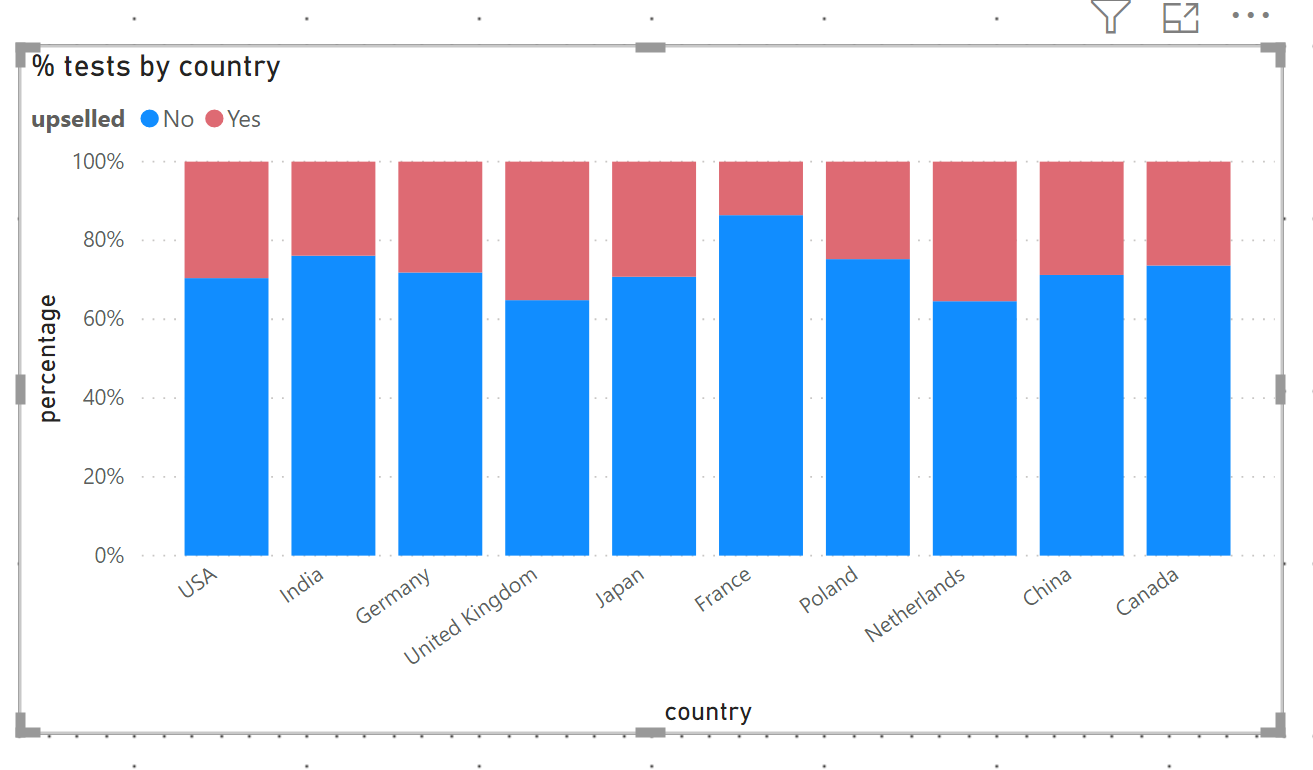 % tests by country
upselled No Yes
100%
80%
60%
40%
20%
0%
percentage
USA
India
Germany
United Kingdom
Japan
France
Poland
Netherlands
China
Canada
country